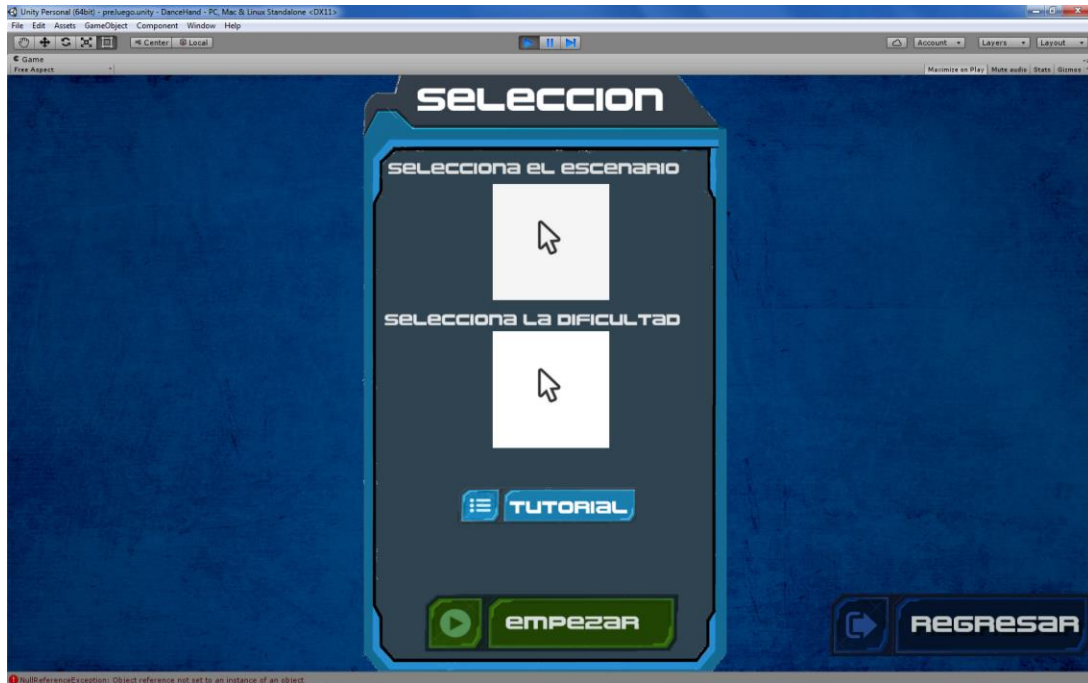 Unity Personal (64bit) - preJuego.unity - DanceHand - PC, Mac & Linux Standalone <DX11>
File Edit Assets GameObject Component Window Help
Center Local Account Layers Layout
Game
Free Aspect Maximize on Play Mute audio Stats Gizmos
SELECCION
SELECCIONA EL ESCENARIO
SELECCIONA LA DIFICULTAD
TUTORIAL
EMPEZAR
REGRESAR
NullReferenceException: Object reference not set to an instance of an object